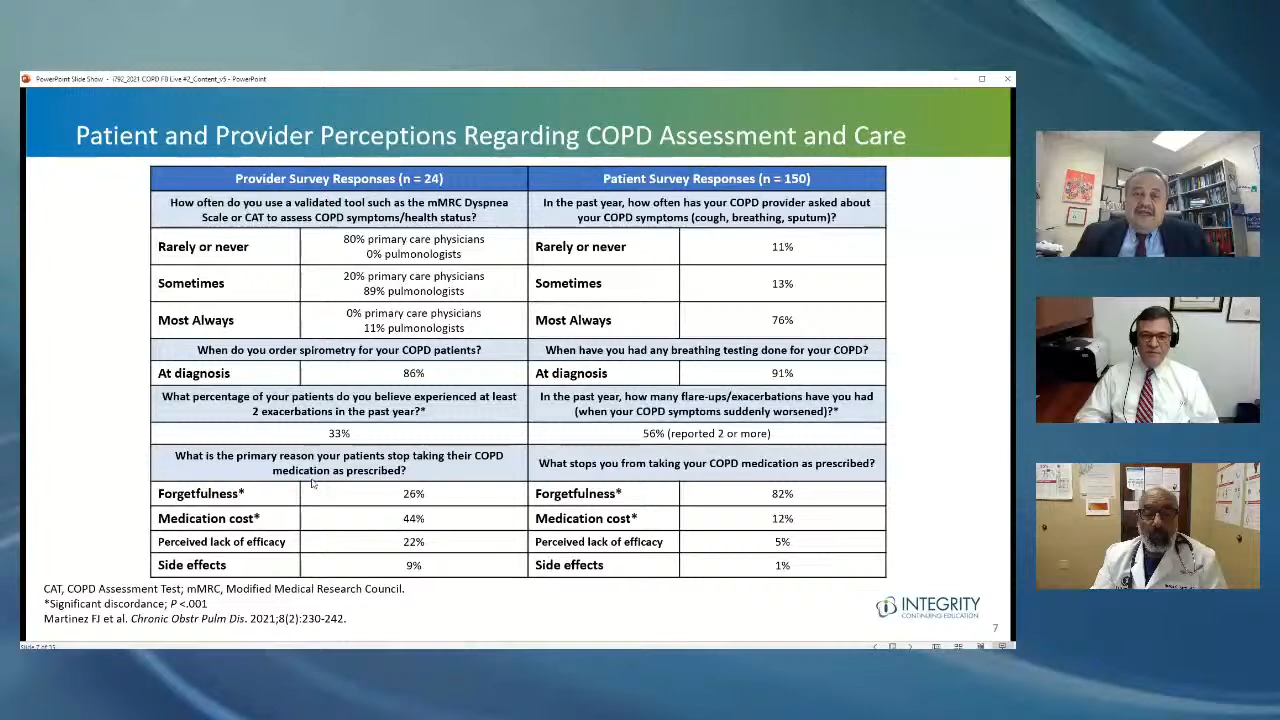 PowerPoint Slide Show - i792_2021 COPD FB Live #2_Content_v5 - PowerPoint
Patient and Provider Perceptions Regarding COPD Assessment and Care
Provider Survey Responses (n = 24)
Patient Survey Responses (n = 150)
How often do you use a validated tool such as the mMRC Dyspnea
Scale or CAT to assess COPD symptoms/health status?
In the past year, how often has your COPD provider asked about
your COPD symptoms (cough, breathing, sputum)?
Rarely or never
80% primary care physicians
0% pulmonologists
Rarely or never
11%
Sometimes
20% primary care physicians
89% pulmonologists
Sometimes
13%
Most Always
0% primary care physicians
11% pulmonologists
Most Always
76%
When do you order spirometry for your COPD patients?
When have you had any breathing testing done for your COPD?
At diagnosis
86%
At diagnosis
91%
What percentage of your patients do you believe experienced at least
2 exacerbations in the past year?*
In the past year, how many flare-ups/exacerbations have you had
(when your COPD symptoms suddenly worsened)?*
33%
56% (reported 2 or more)
What is the primary reason your patients stop taking their COPD
medication as prescribed?
What stops you from taking your COPD medication as prescribed?
Forgetfulness*
26%
Forgetfulness*
82%
Medication cost*
44%
Medication cost*
12%
Perceived lack of efficacy
22%
Perceived lack of efficacy
5%
Side effects
9%
Side effects
1%
CAT, COPD Assessment Test; mMRC, Modified Medical Research Council.
*Significant discordance; P <.001
Martinez FJ et al. Chronic Obstr Pulm Dis. 2021;8(2):230-242.
INTEGRITY
CONTINUING EDUCATION
7
Slide 7 of 35